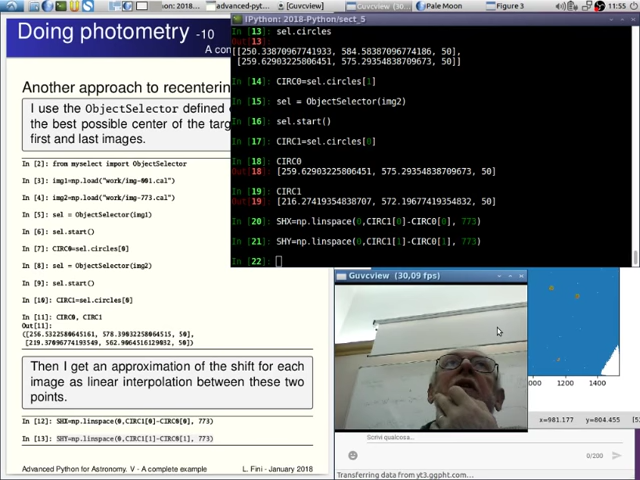 :non-python
advanced-pyt
[Guvcview]
Guvcview (30,
Pale Moon
Figure 3
11:55
Doing photometry -10
A co
Another approach to recenterin
I use the ObjectSelector defined
the best possible center of the targ
first and last images.
In [2]: from myselect import ObjectSelector
In [3]: img1=np.load("work/img-001.cal")
In [4]: img2=np.load("work/img-773.cal")
In [5]: sel = ObjectSelector(img1)
In [6]: sel.start()
In [7]: CIRC0=sel.circles[0]
In [8]: sel = ObjectSelector(img2)
In [9]: sel.start()
In [10]: CIRC1=sel.circles[0]
In [11]: CIRC0, CIRC1
Out[11]:
([256.5322580645161, 578.39032258064515, 50],
[219.37096774193549, 562.9064516129032, 50])
Then I get an approximation of the shift for each
image as linear interpolation between these two
points.
In [12]: SHX=np.linspace(0,CIRC1[0]-CIRC0[0], 773)
In [13]: SHY=np.linspace(0,CIRC1[1]-CIRC0[1], 773)
Advanced Python for Astronomy. V - A complete example
L. Fini - January 2018
IPython: 2018-Python/sect_5
In [13]: sel.circles
Out[13]:
[[250.33870967741933, 584.58387096774186, 50],
[259.62903225806451, 575.29354838709673, 50]]
In [14]: CIRC0=sel.circles[1]
In [15]: sel = ObjectSelector(img2)
In [16]: sel.start()
In [17]: CIRC1=sel.circles[0]
In [18]: CIRC0
Out[18]: [259.62903225806451, 575.29354838709673, 50]
In [19]: CIRC1
Out[19]: [216.27419354838707, 572.19677419354832, 50]
In [20]: SHX=np.linspace(0,CIRC1[0]-CIRC0[0], 773)
In [21]: SHY=np.linspace(0,CIRC1[1]-CIRC0[1], 773)
In [22]:
Guvcview (30,09 fps)
1000 1200 1400
x=981.177 y=804.455
Scrivi qualcosa...
0/200
Transferring data from yt3.ggpht.com...